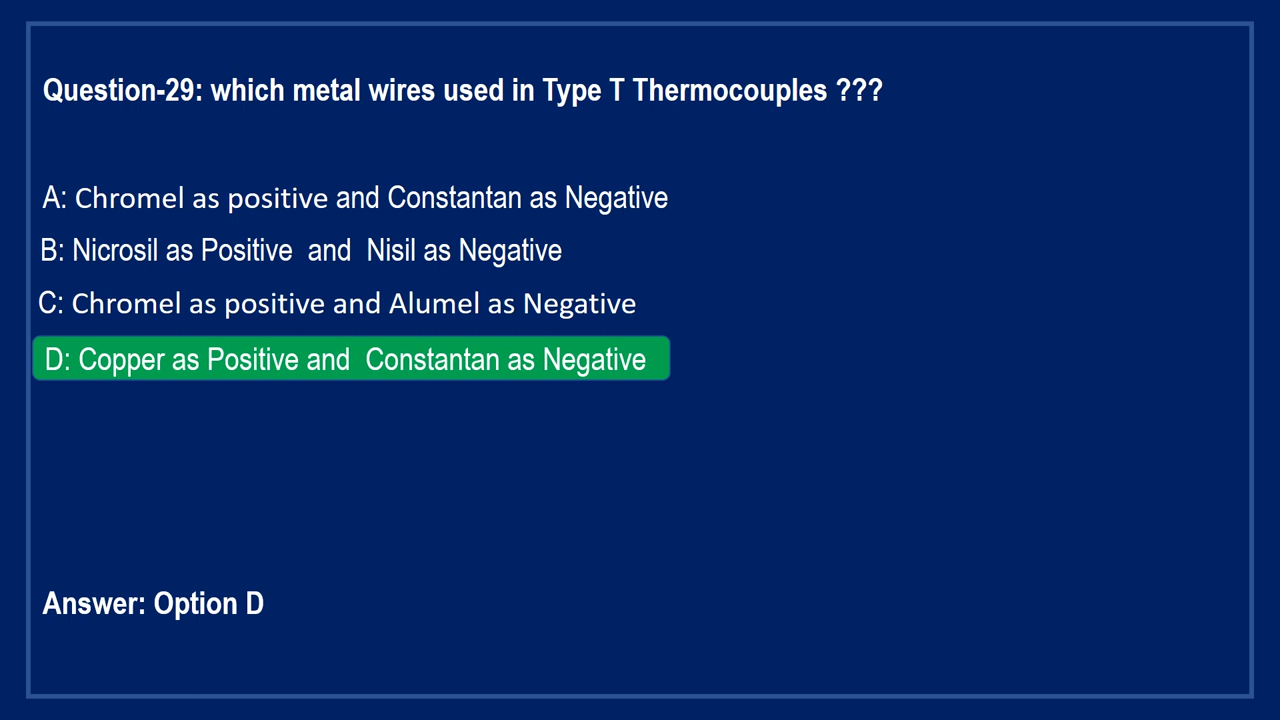 Question-29: which metal wires used in Type T Thermocouples ???
A: Chromel as positive and Constantan as Negative
B: Nicrosil as Positive  and  Nisil as Negative
C: Chromel as positive and Alumel as Negative
D: Copper as Positive and  Constantan as Negative
Answer: Option D